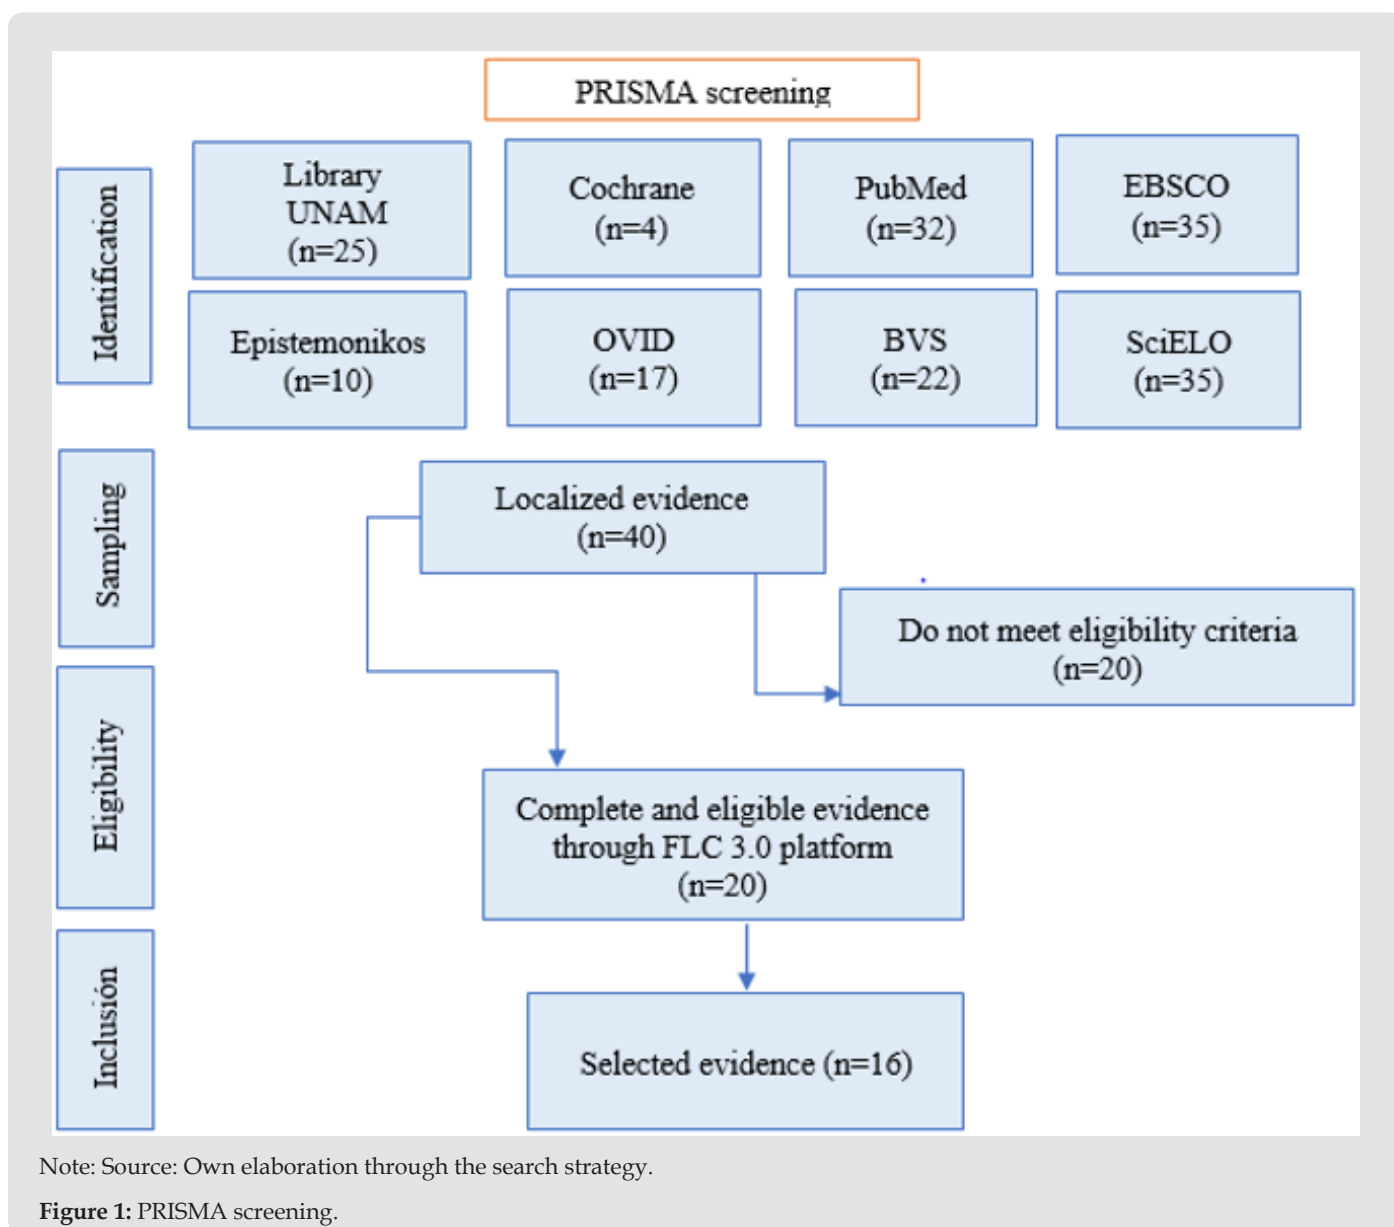 PRISMA screening
Identification
Library
UNAM
(n=25)
Cochrane
(n=4)
PubMed
(n=32)
EBSCO
(n=35)
Epistemonikos
(n=10)
OVID
(n=17)
BVS
(n=22)
SciELO
(n=35)
Sampling
Localized evidence
(n=40)
Do not meet eligibility criteria
(n=20)
Eligibility
Complete and eligible evidence
through FLC 3.0 platform
(n=20)
Inclusión
Selected evidence (n=16)
Note: Source: Own elaboration through the search strategy.
Figure 1: PRISMA screening.